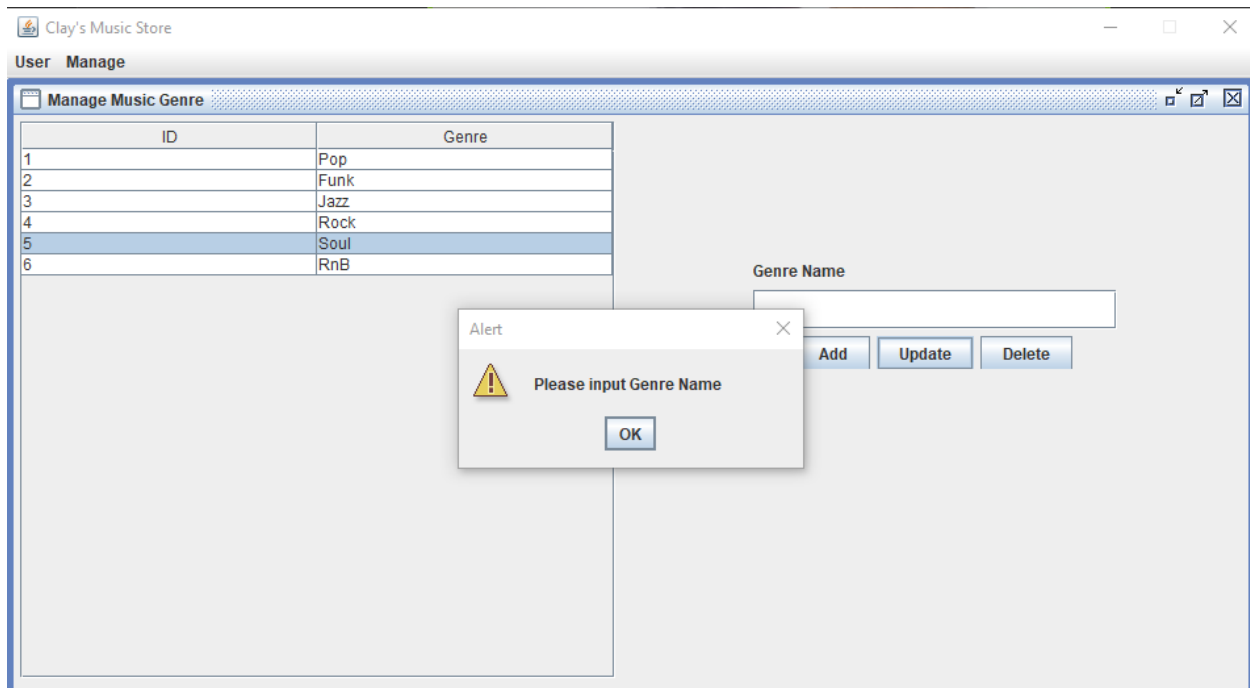 Clay's Music Store
User Manage
Manage Music Genre
ID Genre
1 Pop
2 Funk
3 Jazz
4 Rock
5 Soul
6 RnB
Genre Name
Add Update Delete
Alert
Please input Genre Name
OK